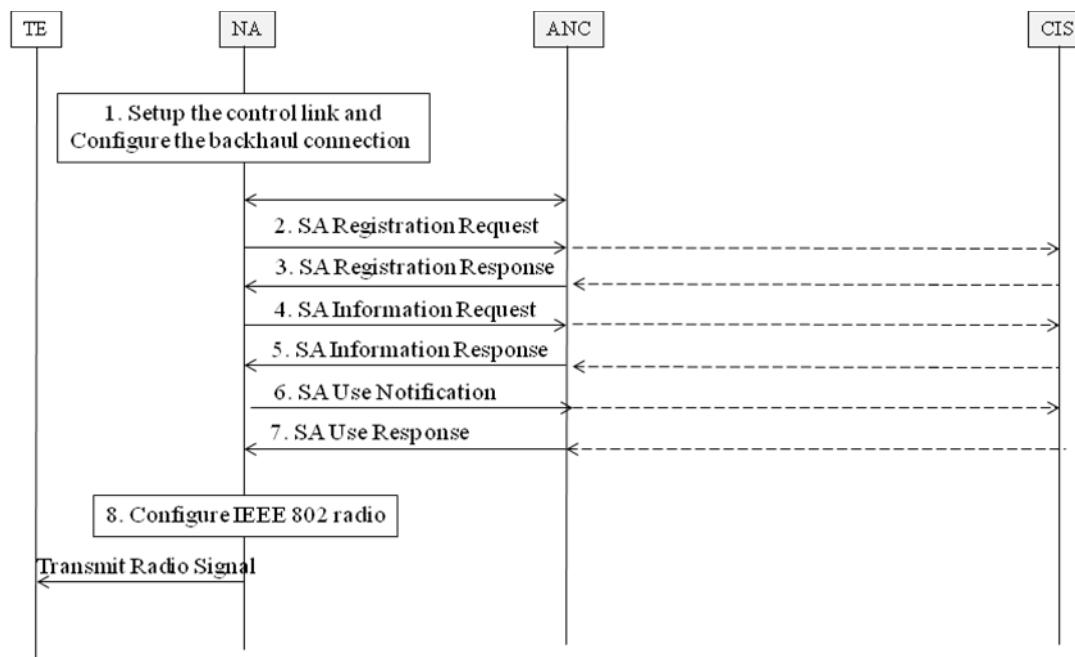 TE
NA
ANC
CIS
1. Setup the control link and
Configure the backhaul connection
2. SA Registration Request
3. SA Registration Response
4. SA Information Request
5. SA Information Response
6. SA Use Notification
7. SA Use Response
8. Configure IEEE 802 radio
Transmit Radio Signal